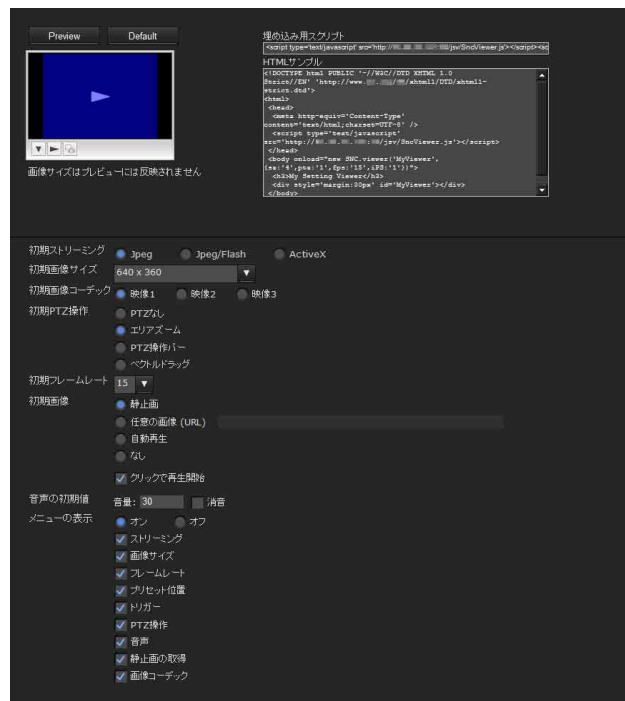 Preview Default
画像サイズはプレビューには反映されません
埋め込み用スクリプト
<script type='text/javascript' src='http:// /jsv/SncViewer.js'></script><sc
HTMLサンプル
<!DOCTYPE html PUBLIC '-//W3C//DTD XHTML 1.0
Strict//EN' 'http://www. / /xhtml1/DTD/xhtml1-
strict.dtd'>
<html>
<head>
<meta http-equiv='Content-Type'
content='text/html;charset=UTF-8' />
<script type='text/javascript'
src='http:// /jsv/SncViewer.js'></script>
</head>
<body onload="new SNC.viewer('MyViewer',
'15',iPS:'1'})">
<h3>My Setting Viewer</h3>
<div style='margin:30px' id='MyViewer'></div>
</body>
初期ストリーミング Jpeg Jpeg/Flash ActiveX
初期画像サイズ 640 x 360
初期画像コーデック 映像1 映像2 映像3
初期PTZ操作 PTZなし
エリアズーム
PTZ操作バー
ベクトルドラッグ
初期フレームレート 15
初期画像 静止画
任意の画像 (URL)
自動再生
なし
クリックで再生開始
音声の初期値 音量: 30 消音
メニューの表示 オン オフ
ストリーミング
画像サイズ
フレームレート
プリセット位置
トリガー
PTZ操作
音声
静止画の取得
画像コーデック